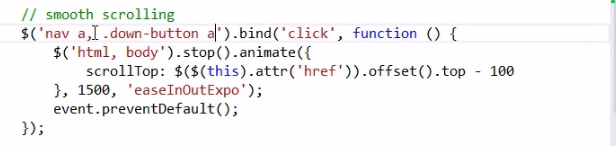 // smooth scrolling
$('nav a, .down-button a').bind('click', function () {
$('html, body').stop().animate({
scrollTop: $($(this).attr('href')).offset().top - 100
}, 1500, 'easeInOutExpo');
event.preventDefault();
});